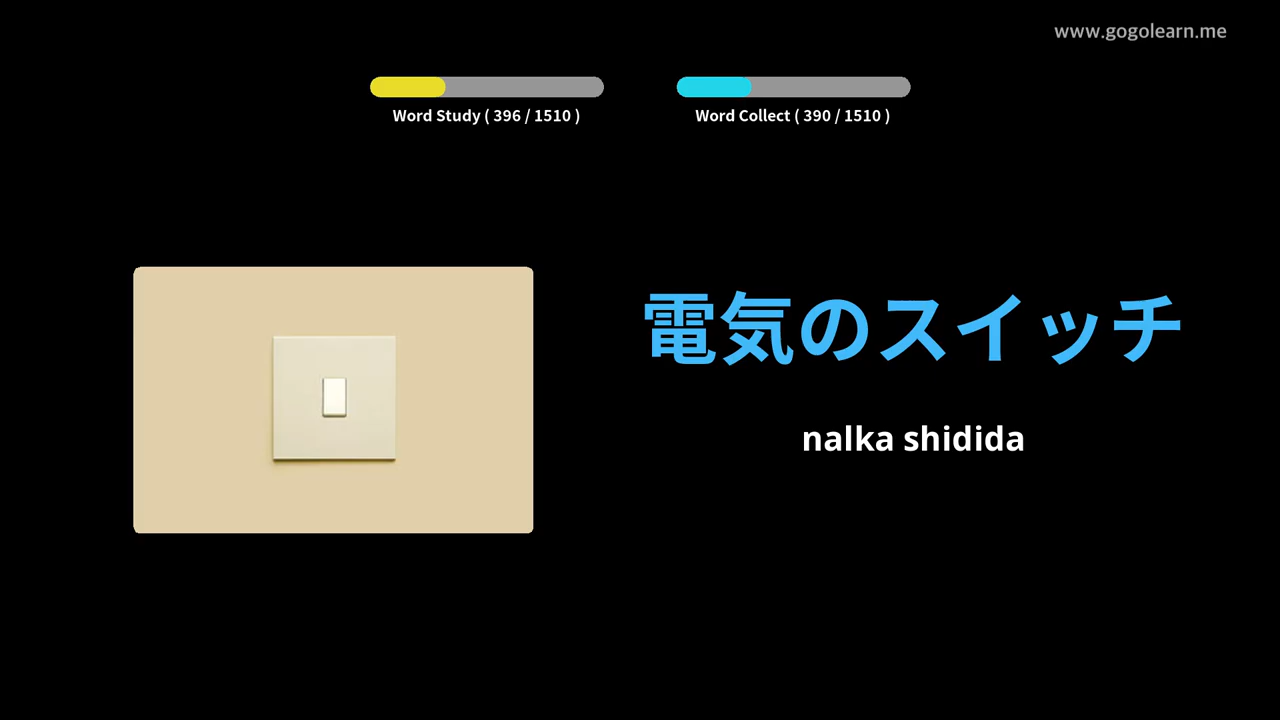 www.gogolearn.me
Word Study ( 396 / 1510 )
Word Collect ( 390 / 1510 )
電気のスイッチ
nalka shidida